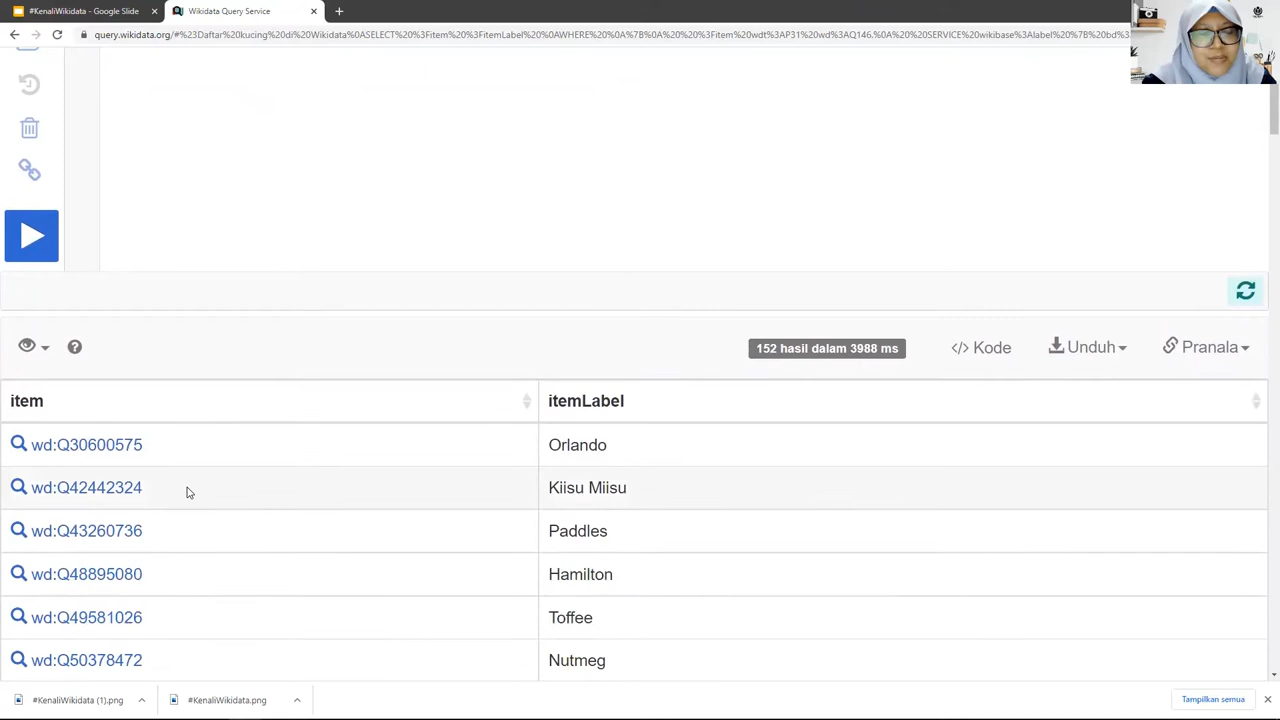 #KenaliWikidata - Google Slide
Wikidata Query Service
query.wikidata.org/#%23Daftar%20kucing%20di%20Wikidata%0ASELECT%20%3Fitem%20%3FitemLabel%20%0AWHERE%20%0A%7B%0A%20%20%3Fitem%20wdt%3AP31%20wd%3AQ146.%0A%20%20SERVICE%20wikibase%3Alabel%20%7B%20bd%3
152 hasil dalam 3988 ms
</> Kode
Unduh
Pranala
item
itemLabel
wd:Q30600575
Orlando
wd:Q42442324
Kiisu Miisu
wd:Q43260736
Paddles
wd:Q48895080
Hamilton
wd:Q49581026
Toffee
wd:Q50378472
Nutmeg
#KenaliWikidata (1).png
#KenaliWikidata.png
Tampilkan semua